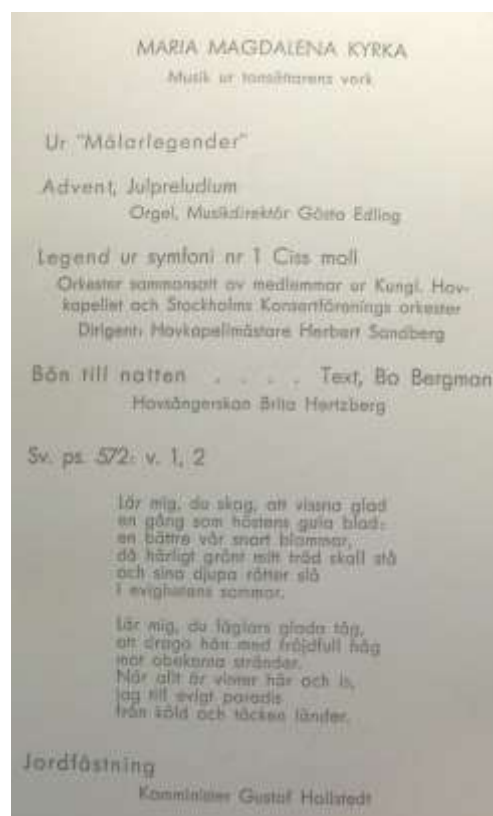 MARIA MAGDALENA KYRKA
Musik ur tonsättarens verk
Ur "Mälarlegender"
Advent, Julpreludium
Orgel, Musikdirektör Gösta Edling
Legend ur symfoni nr 1 Ciss moll
Orkester sammansatt av medlemmar ur Kungl. Hov-
kapellet och Stockholms Konsertförenings orkester
Dirigent: Hovkapellmästare Herbert Sandberg
Bön till natten . . . . Text, Bo Bergman
Hovsångerskan Brita Hertzberg
Sv. ps. 572: v. 1, 2
Lär mig, du skog, att vissna glad
en gång som höstens gula blad:
en bättre vår snart blommar,
då härligt grönt mitt träd skall stå
och sina djupa rötter slå
i evighetens sommar.
Lär mig, du fåglars glada tåg,
att draga hän med fröjdfull håg
mot obekanta stränder.
När allt är vinter här och is,
jag till evigt paradis
från köld och töcken länder.
Jordfästning
Komminister Gustaf Hallstedt